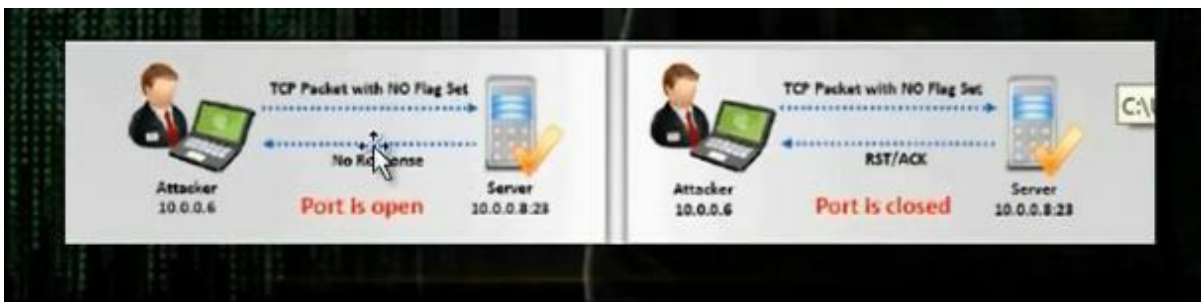 TCP Packet with NO Flag Set
No Response
Attacker
10.0.0.6
Port is open
Server
10.0.0.8:23
TCP Packet with NO Flag Set
RST/ACK
Attacker
10.0.0.6
Port is closed
Server
10.0.0.8:23
C:\